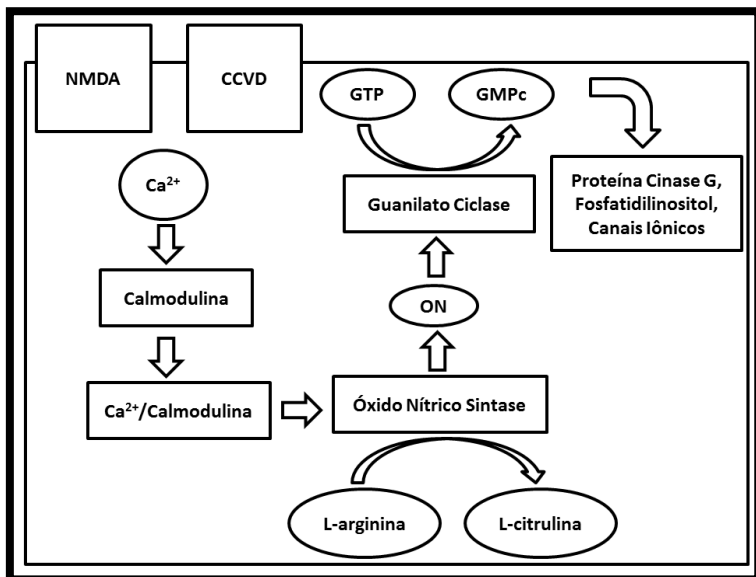 NMDA
CCVD
GTP
GMPc
Ca²⁺
Guanilato Ciclase
Proteína Cinase G,
Fosfatidilinositol,
Canais Iônicos
Calmodulina
ON
Ca²⁺/Calmodulina
Óxido Nítrico Sintase
L-arginina
L-citrulina